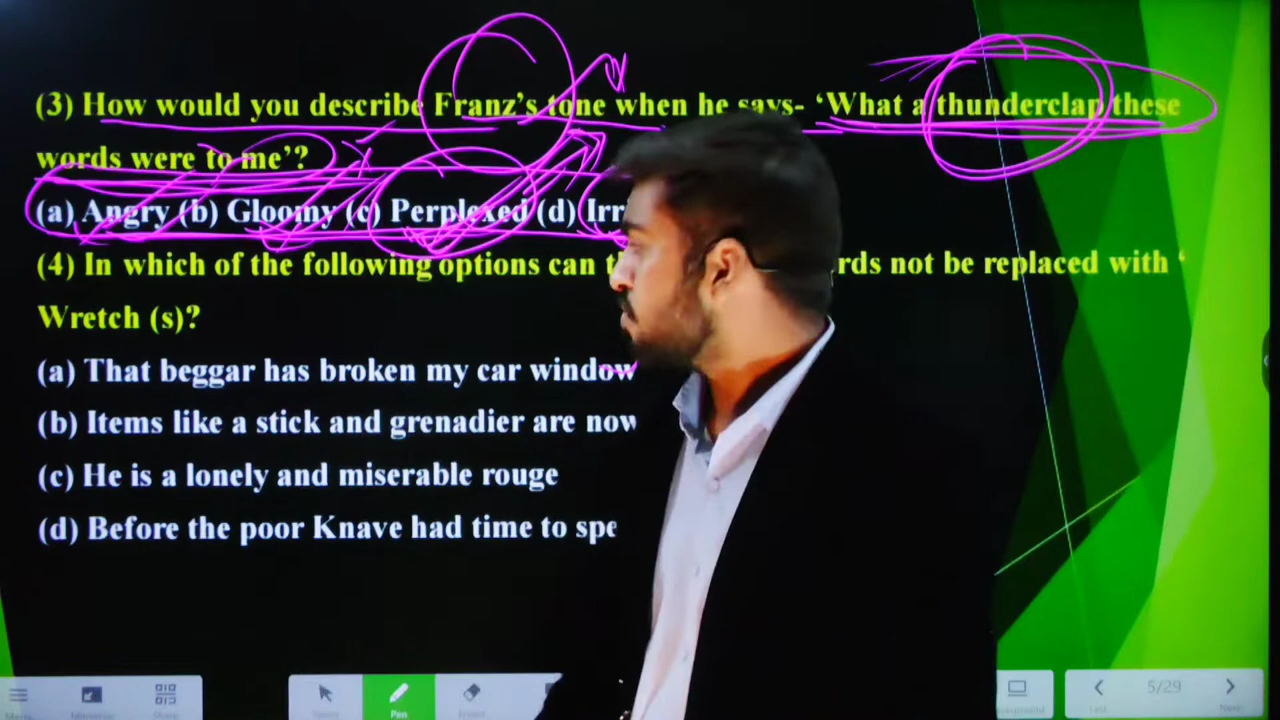 (3) How would you describe Franz's tone when he says- ‘What a thunderclap these
words were to me’?
(a) Angry (b) Gloomy (c) Perplexed (d) Irr
(4) In which of the following options can rds not be replaced with ‘
Wretch (s)?
(a) That beggar has broken my car window
(b) Items like a stick and grenadier are now
(c) He is a lonely and miserable rouge
(d) Before the poor Knave had time to spe
Pen
5/29